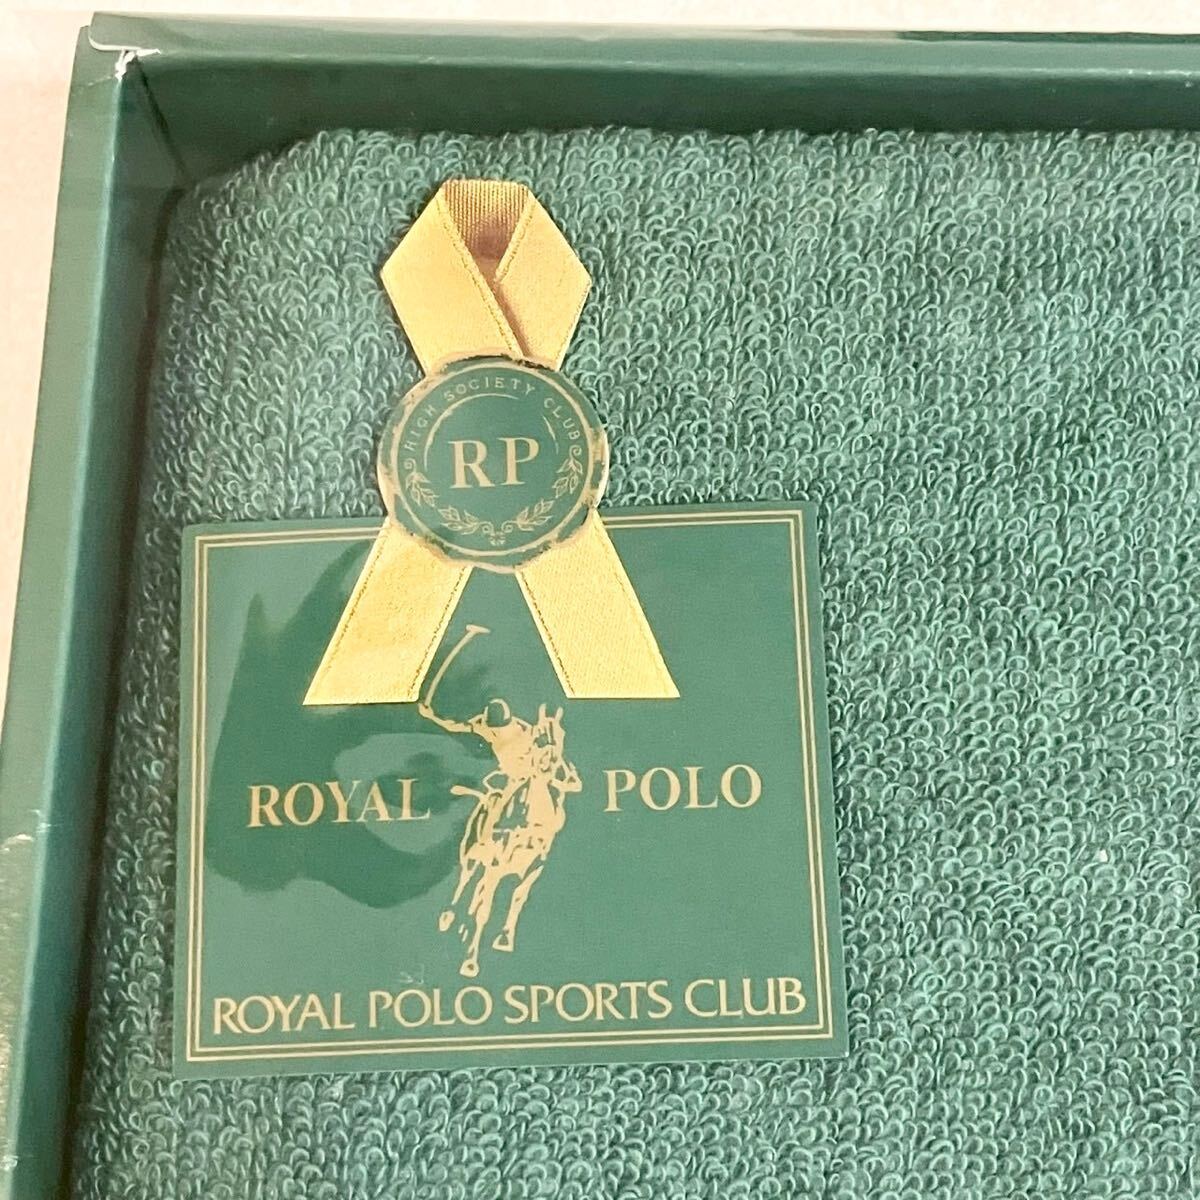 HIGH SOCIETY CLUB
RP
ROYAL POLO
ROYAL POLO SPORTS CLUB